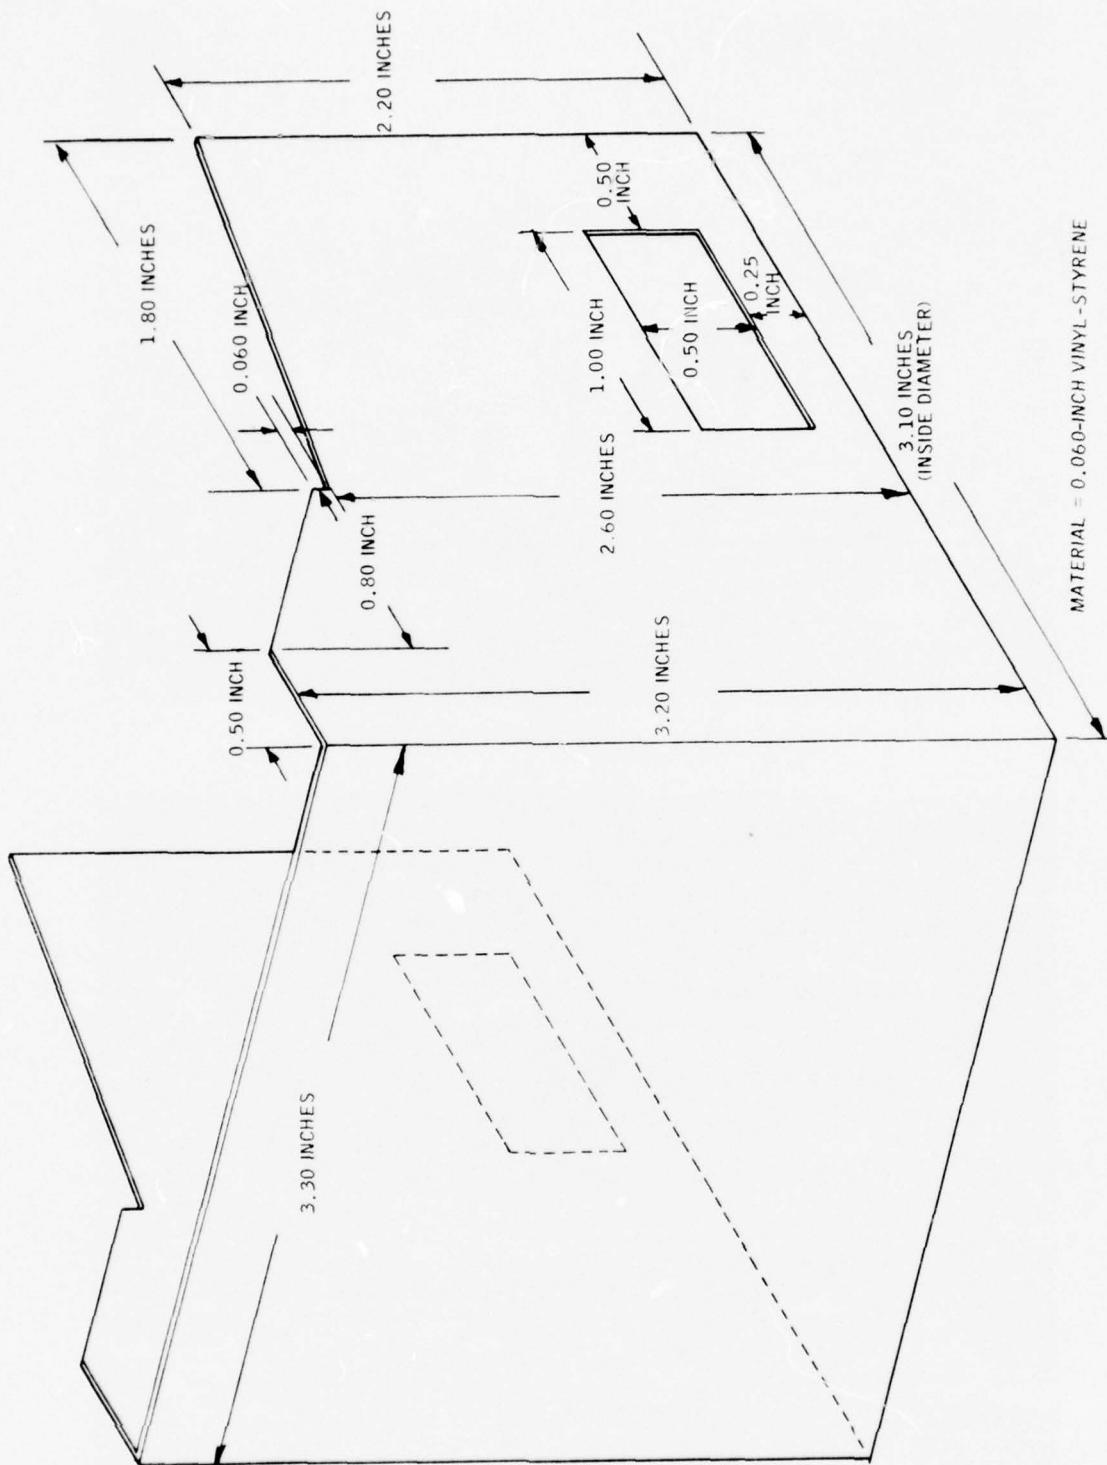 2.20 INCHES
1.80 INCHES
0.060 INCH
0.50
INCH
1.00 INCH
0.50 INCH
0.25
INCH
0.50 INCH
0.80 INCH
2.60 INCHES
3.10 INCHES
(INSIDE DIAMETER)
3.20 INCHES
3.30 INCHES
MATERIAL = 0.060-INCH VINYL-STYRENE